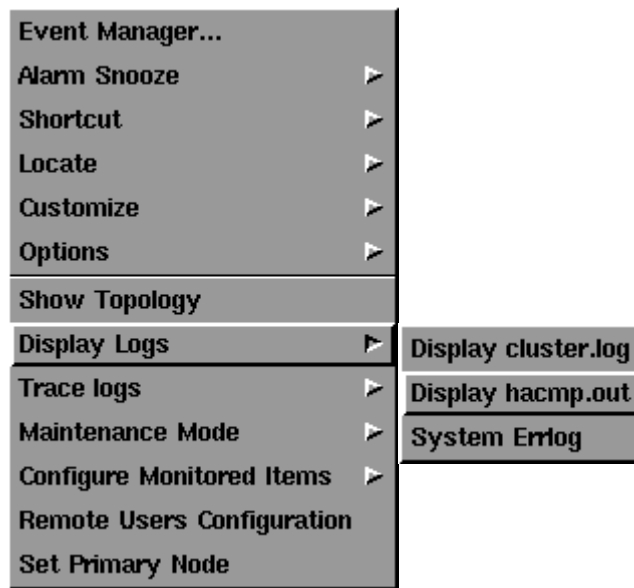 Event Manager...
Alarm Snooze
Shortcut
Locate
Customize
Options
Show Topology
Display Logs
Trace logs
Maintenance Mode
Configure Monitored Items
Remote Users Configuration
Set Primary Node
Display cluster.log
Display hacmp.out
System Errlog